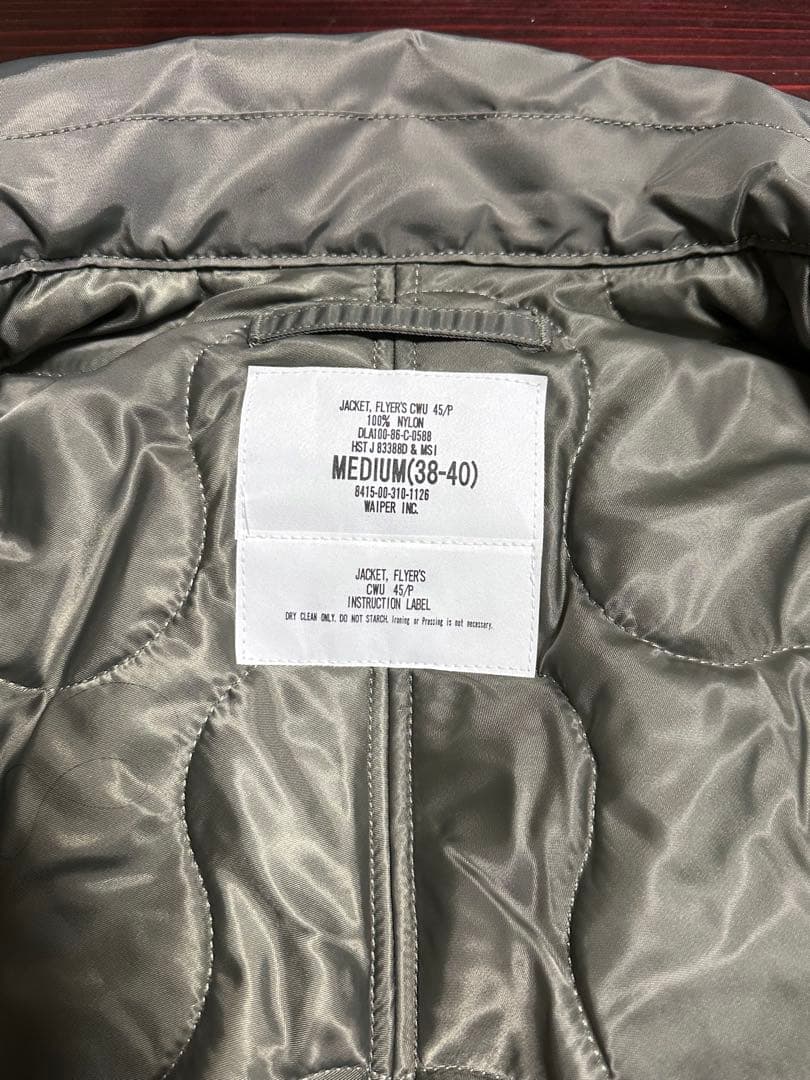 JACKET, FLYER'S CWU 45/P
100% NYLON
DLA100-86-C-0588
HST J 83388D & MSI
MEDIUM(38-40)
8415-00-310-1126
WAIPER INC.
JACKET, FLYER'S
CWU 45/P
INSTRUCTION LABEL
DRY CLEAN ONLY. DO NOT STARCH. Ironing or Pressing is not necessary.